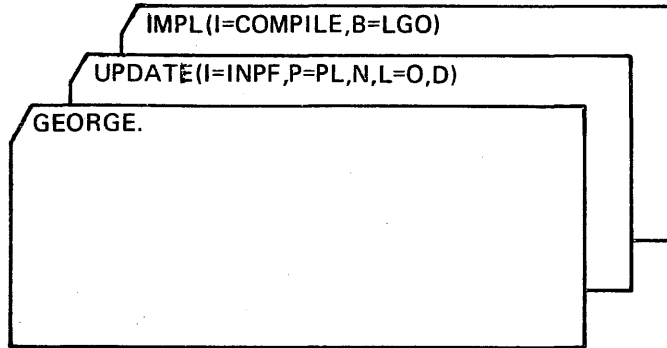 IMPL(I=COMPILE,B=LGO)
UPDATE(I=INPF,P=PL,N,L=O,D)
GEORGE.